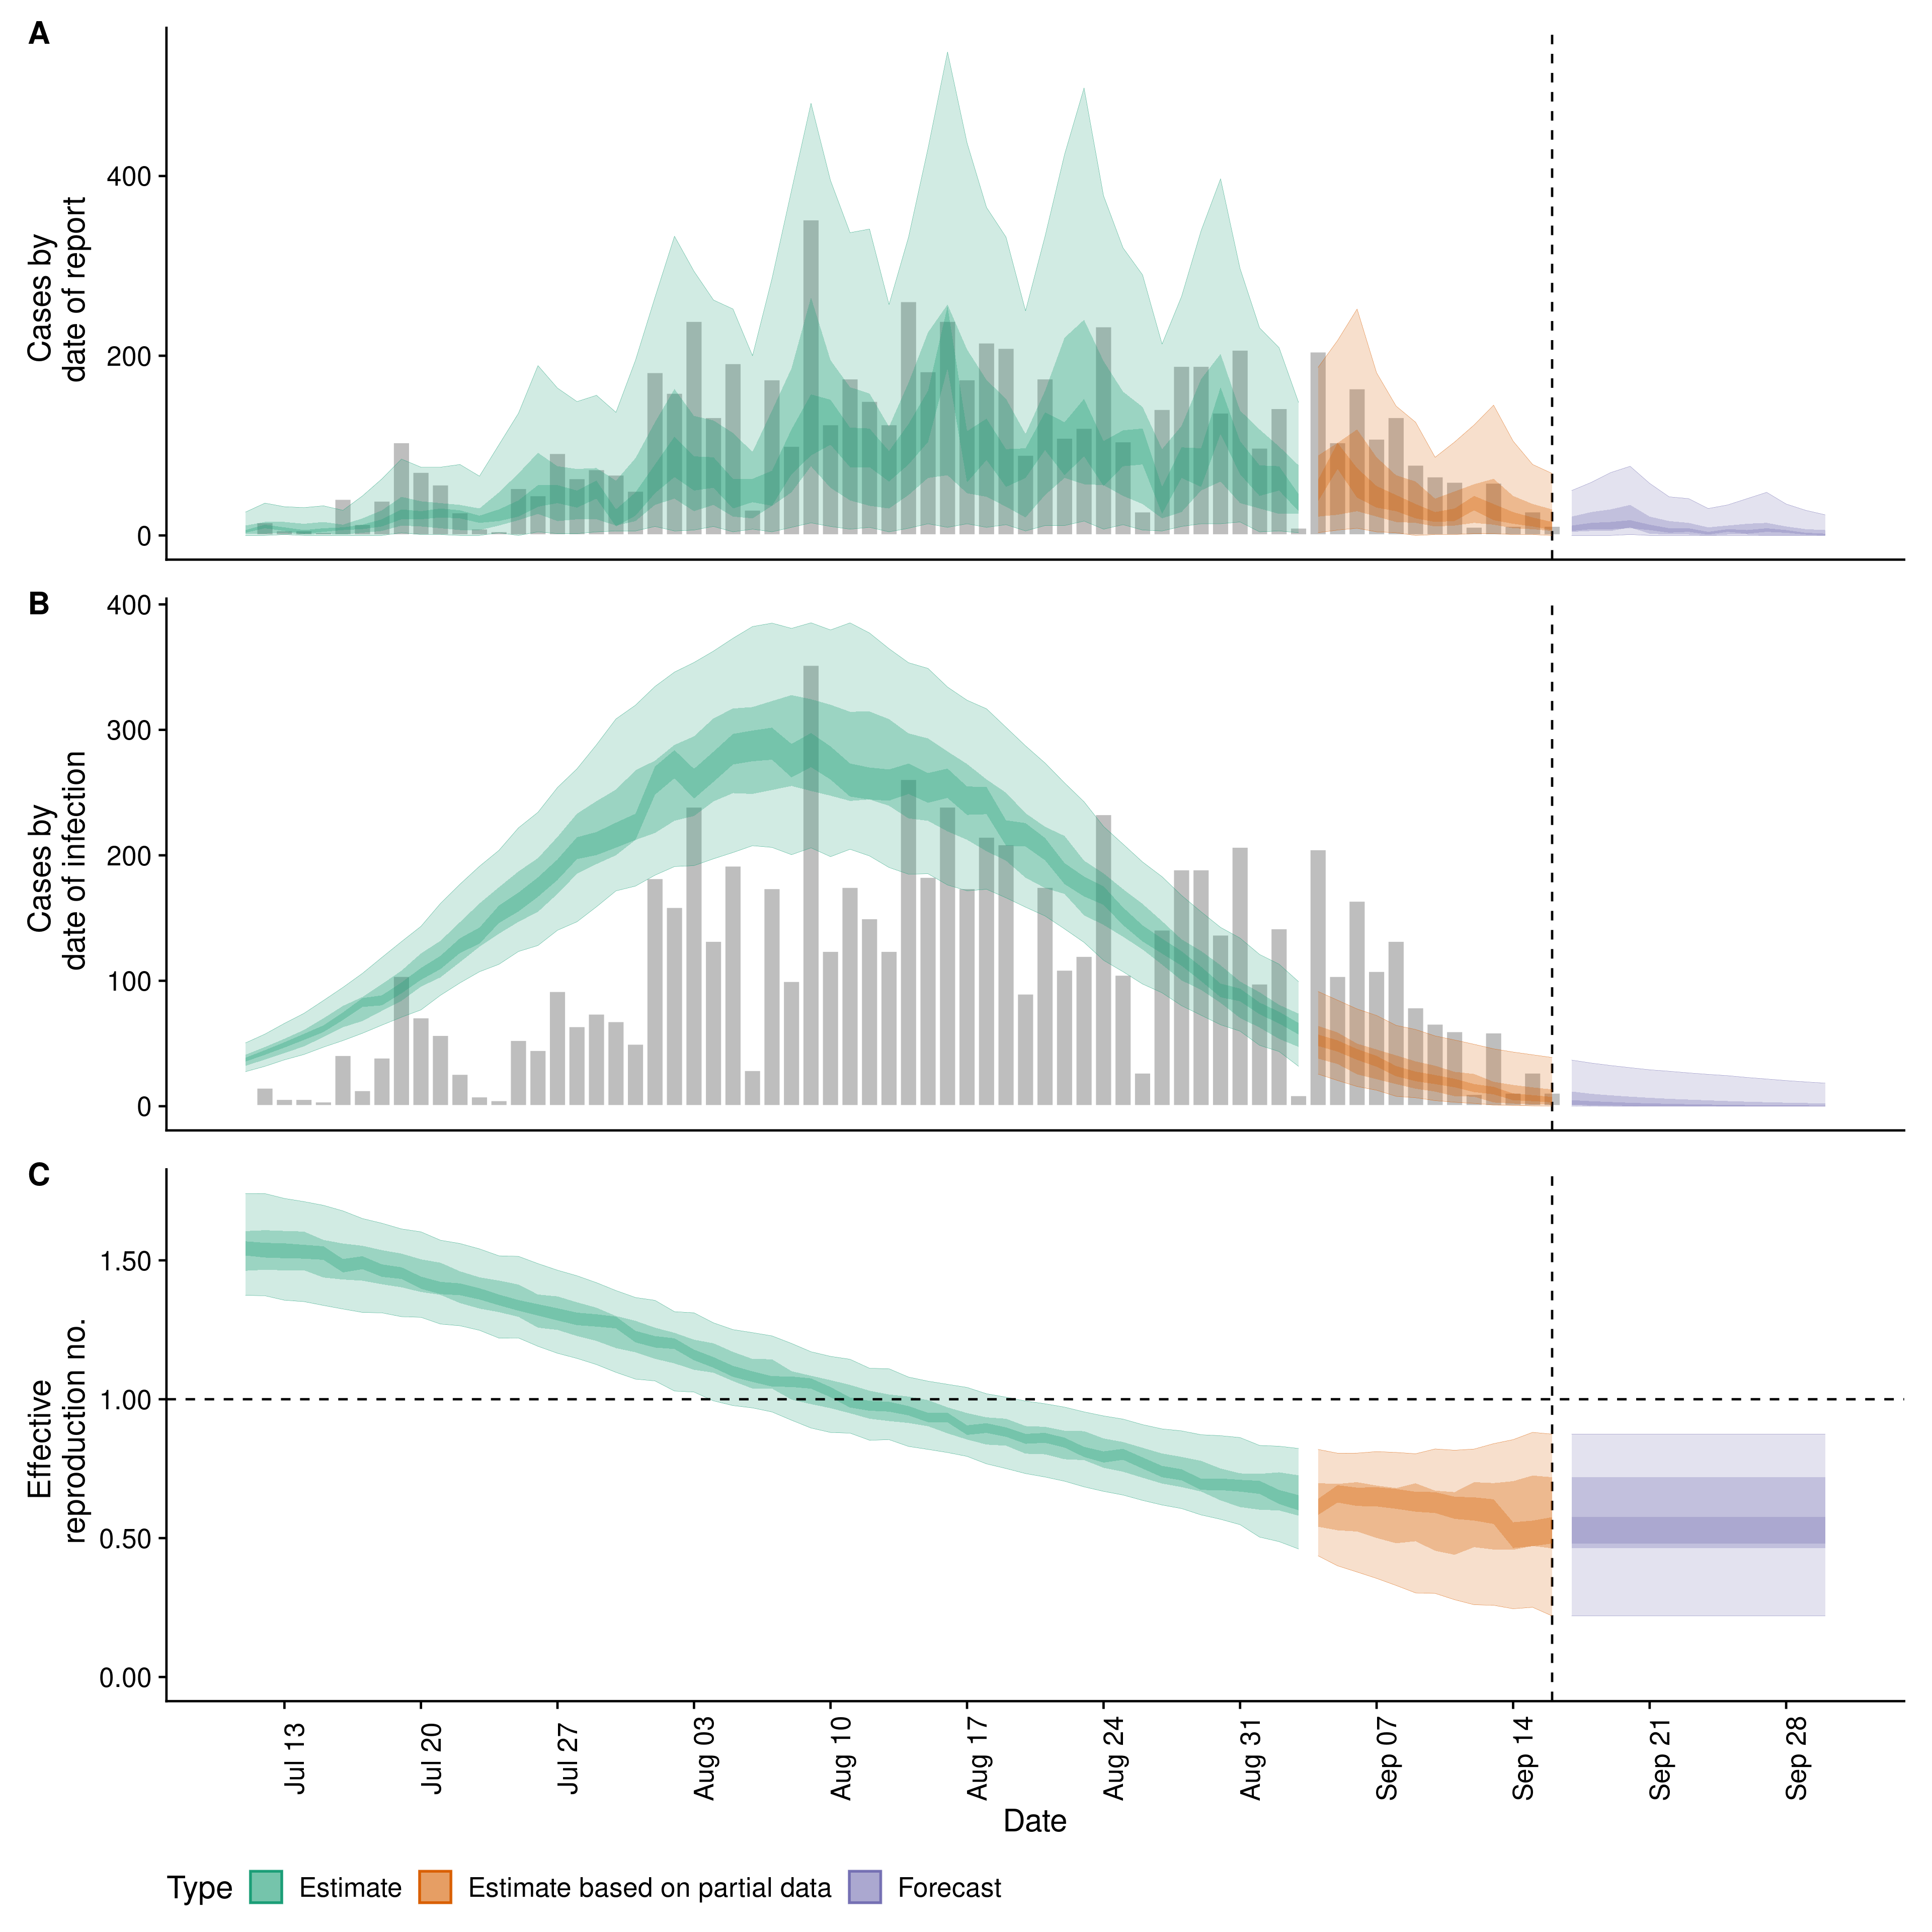 A
Cases by
date of report
400
200
0
B
Cases by
date of infection
400
300
200
100
0
C
Effective
reproduction no.
1.50
1.00
0.50
0.00
Jul 13
Jul 20
Jul 27
Aug 03
Aug 10
Aug 17
Aug 24
Aug 31
Sep 07
Sep 14
Sep 21
Sep 28
Date
Type Estimate Estimate based on partial data Forecast